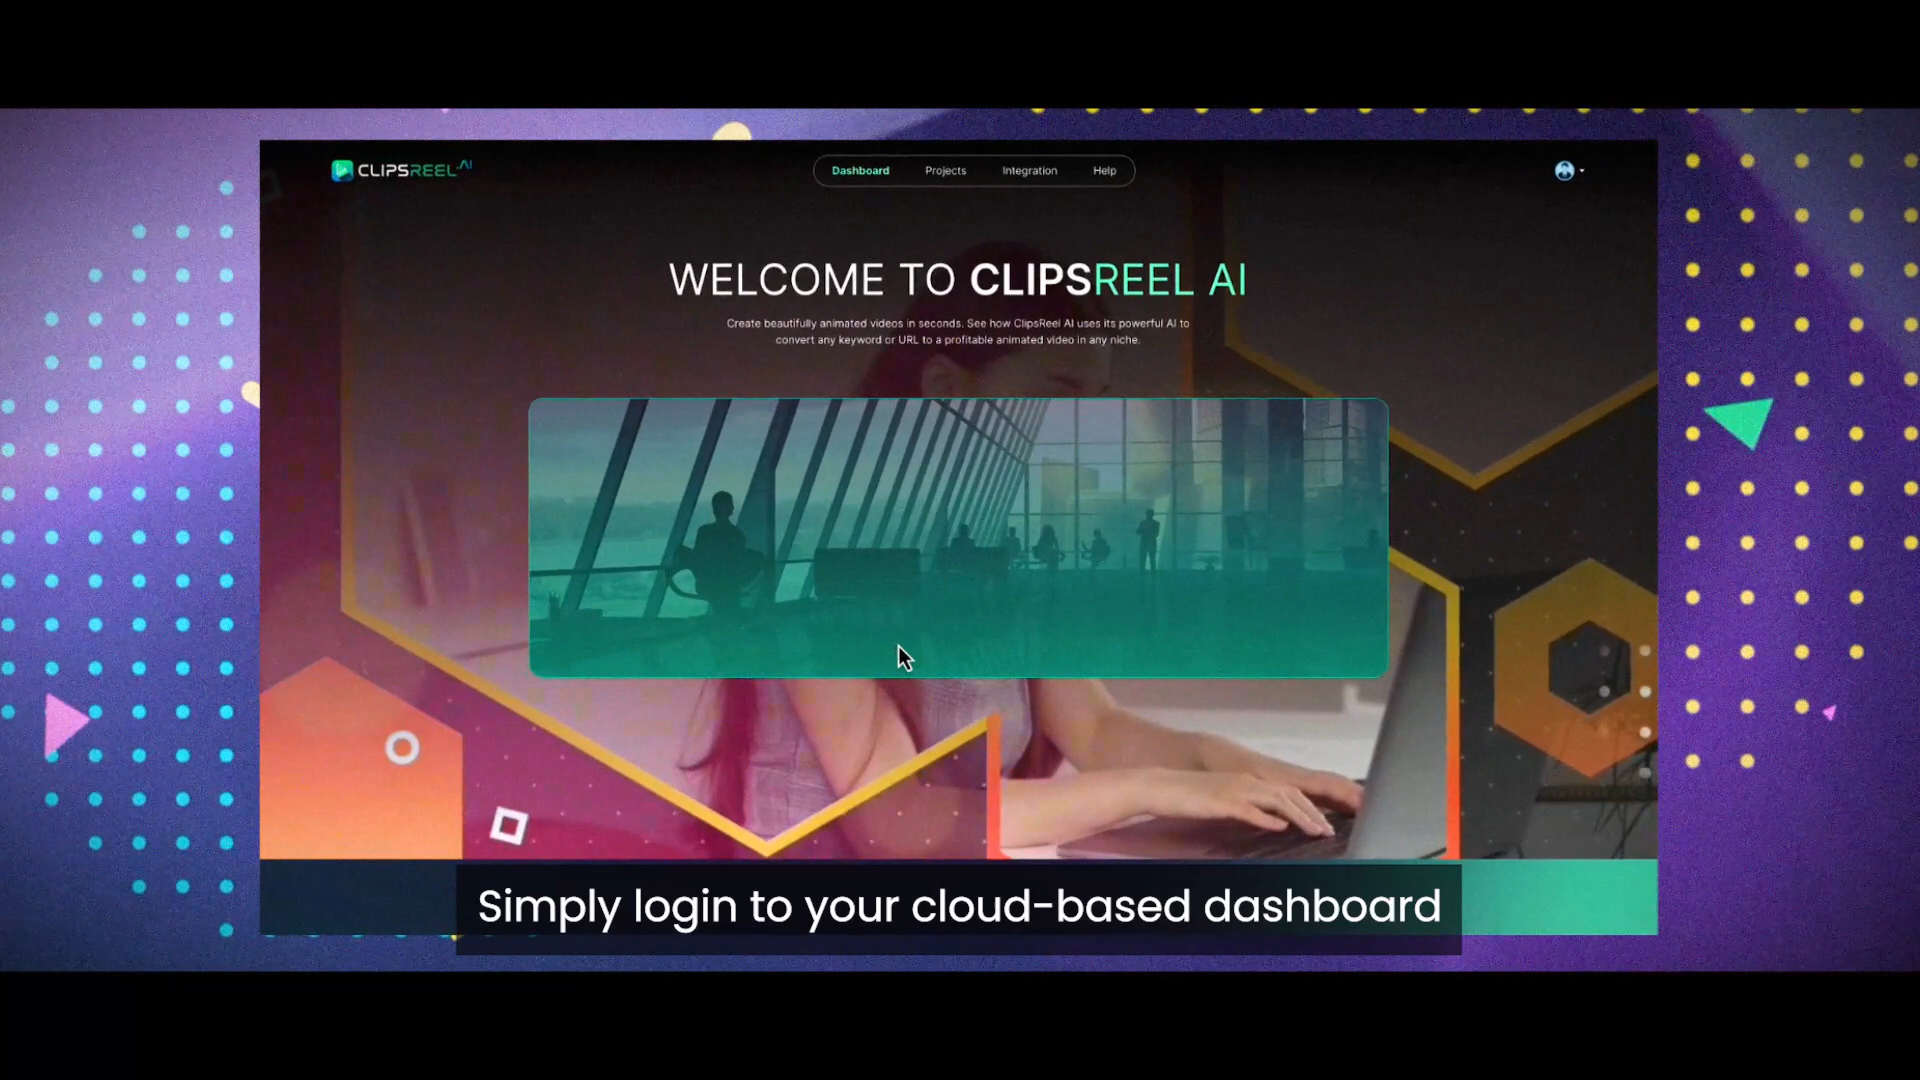 CLIPSREEL AI
Dashboard Projects Integration Help
WELCOME TO CLIPSREEL AI
Create beautifully animated videos in seconds. See how ClipsReel AI uses its powerful AI to
convert any keyword or URL to a profitable animated video in any niche.
Simply login to your cloud-based dashboard